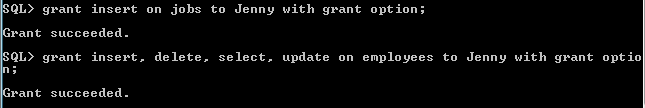 SQL> grant insert on jobs to Jenny with grant option;
Grant succeeded.
SQL> grant insert, delete, select, update on employees to Jenny with grant optio
n;
Grant succeeded.